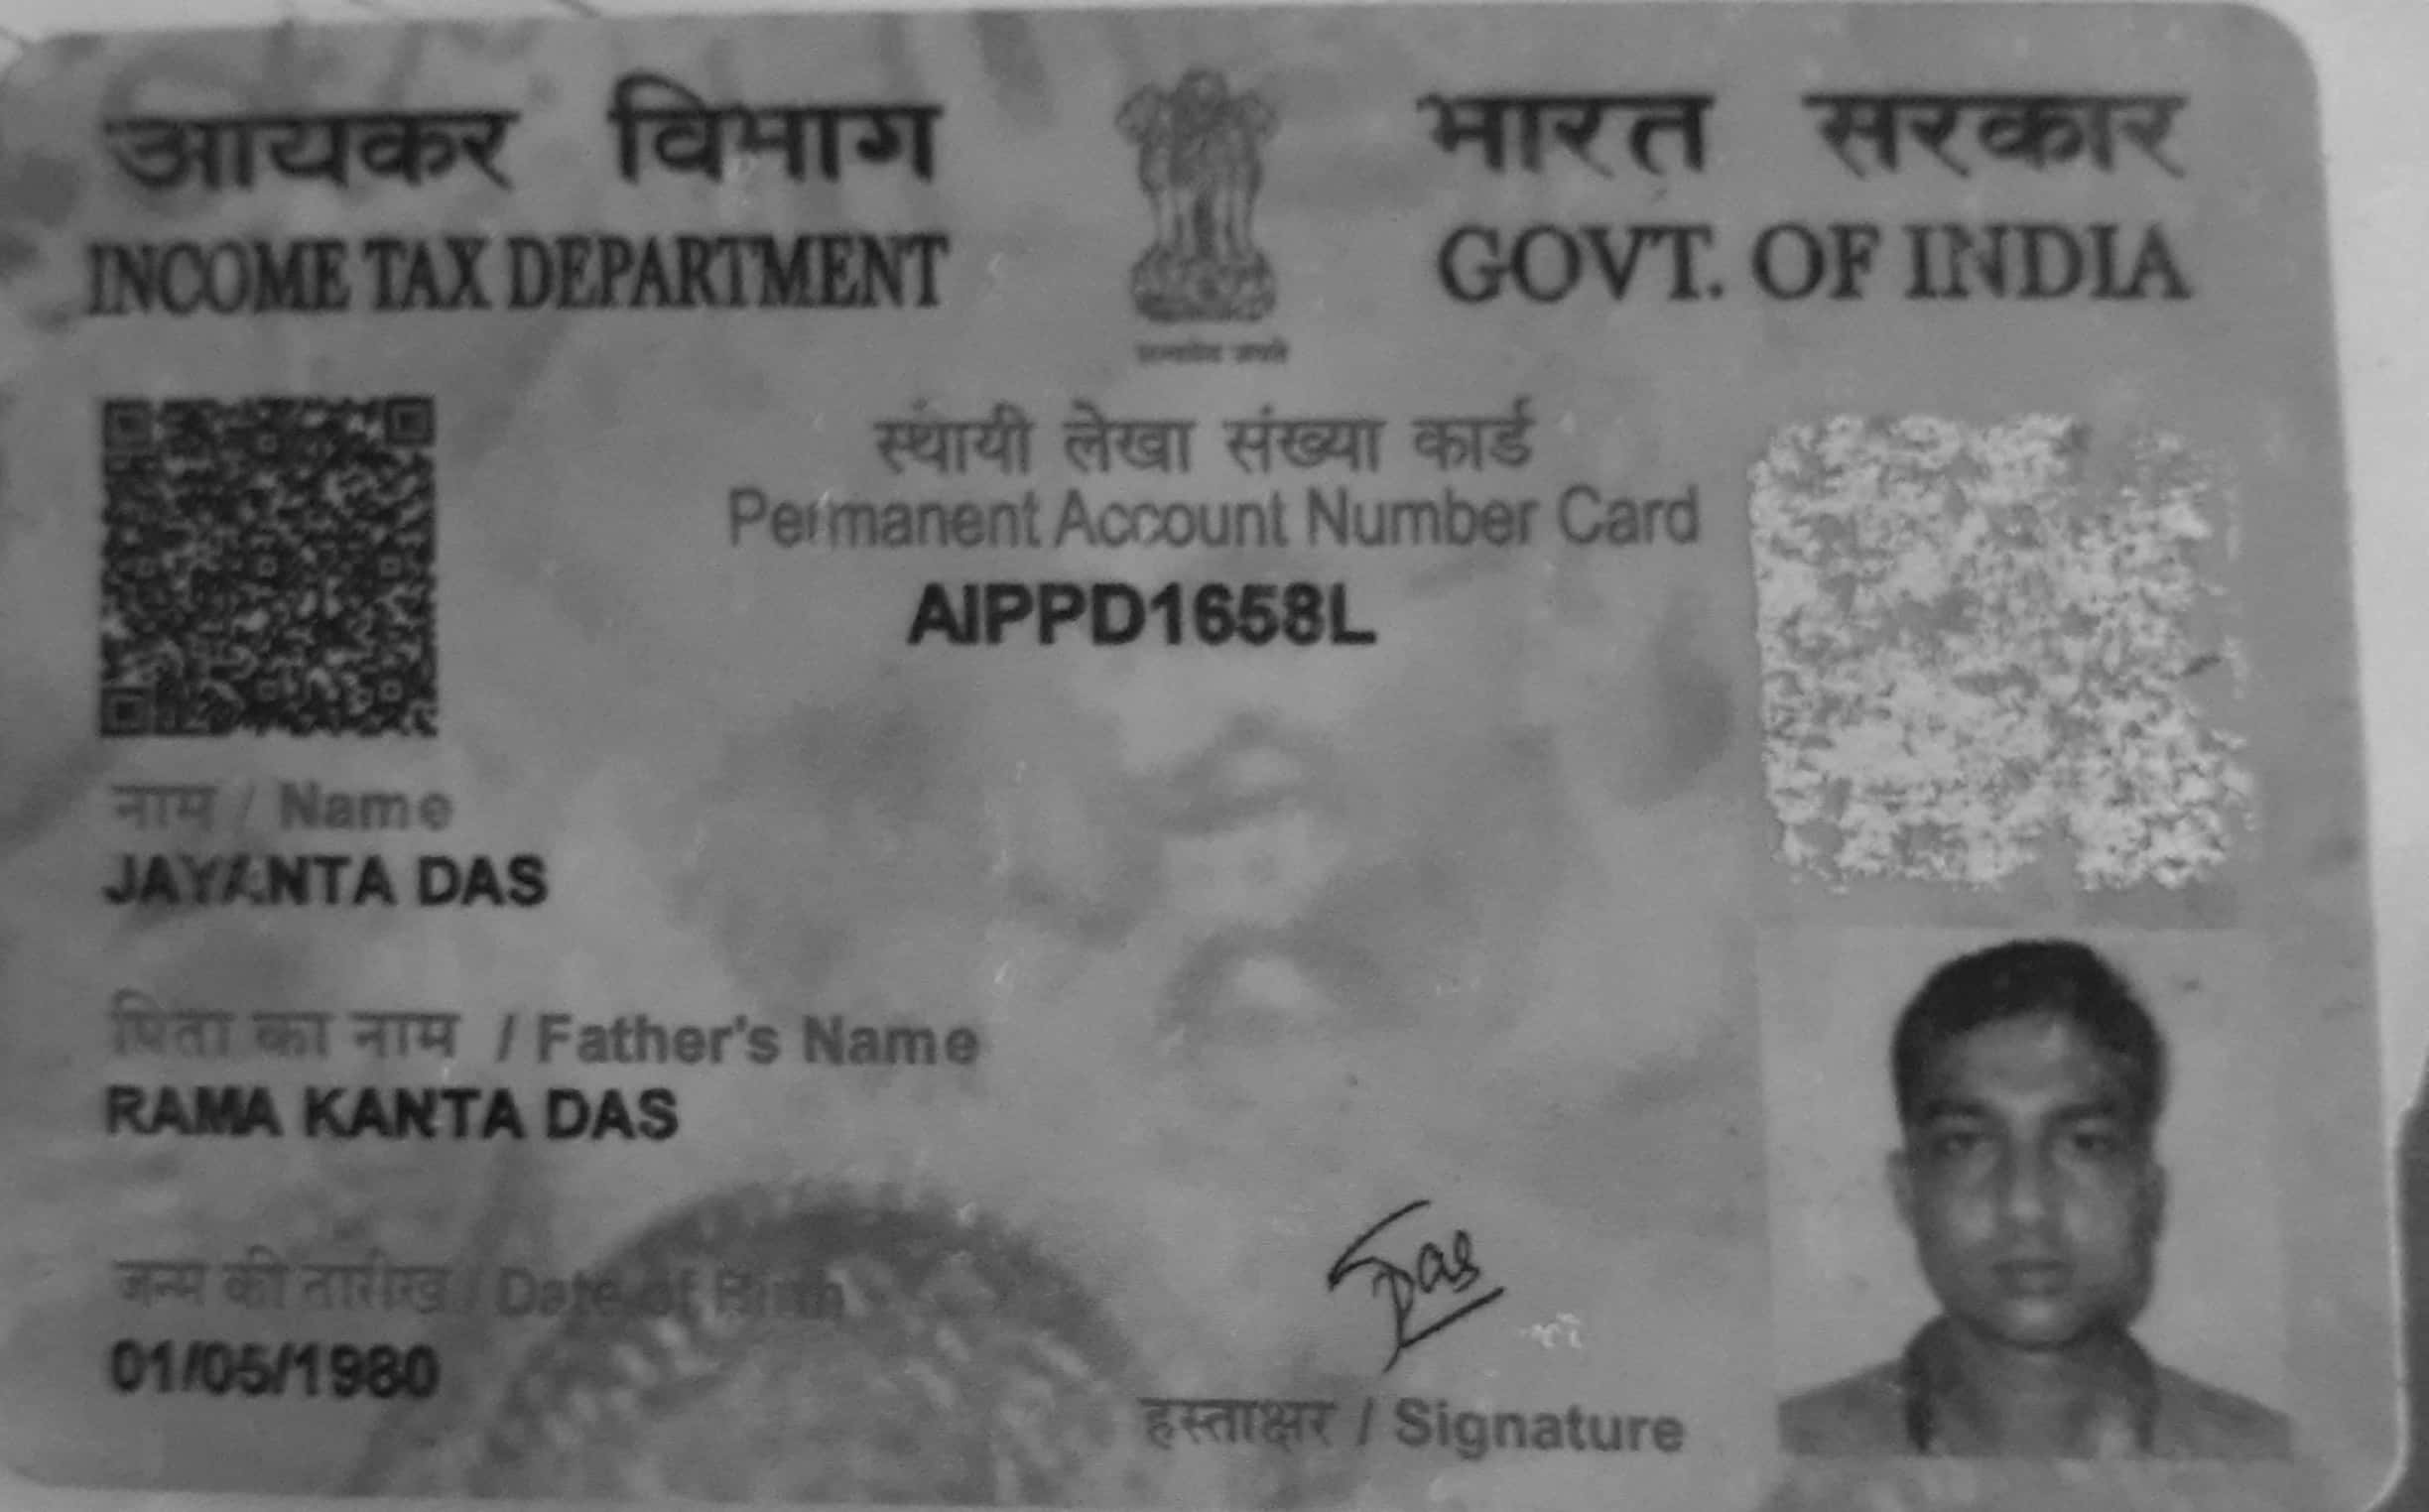 आयकर विभाग
INCOME TAX DEPARTMENT
भारत सरकार
GOVT. OF INDIA
सत्यमेव जयते
स्थायी लेखा संख्या कार्ड
Permanent Account Number Card
AIPPD1658L
नाम / Name
JAYANTA DAS
पिता का नाम / Father's Name
RAMA KANTA DAS
जन्म की तारीख / Date of Birth
01/05/1980
Das
हस्ताक्षर / Signature